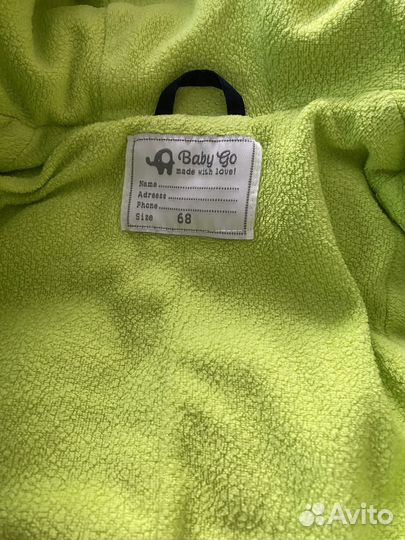 Baby Go
made with love!
Name
Adress
Phone
Size 68
Avito